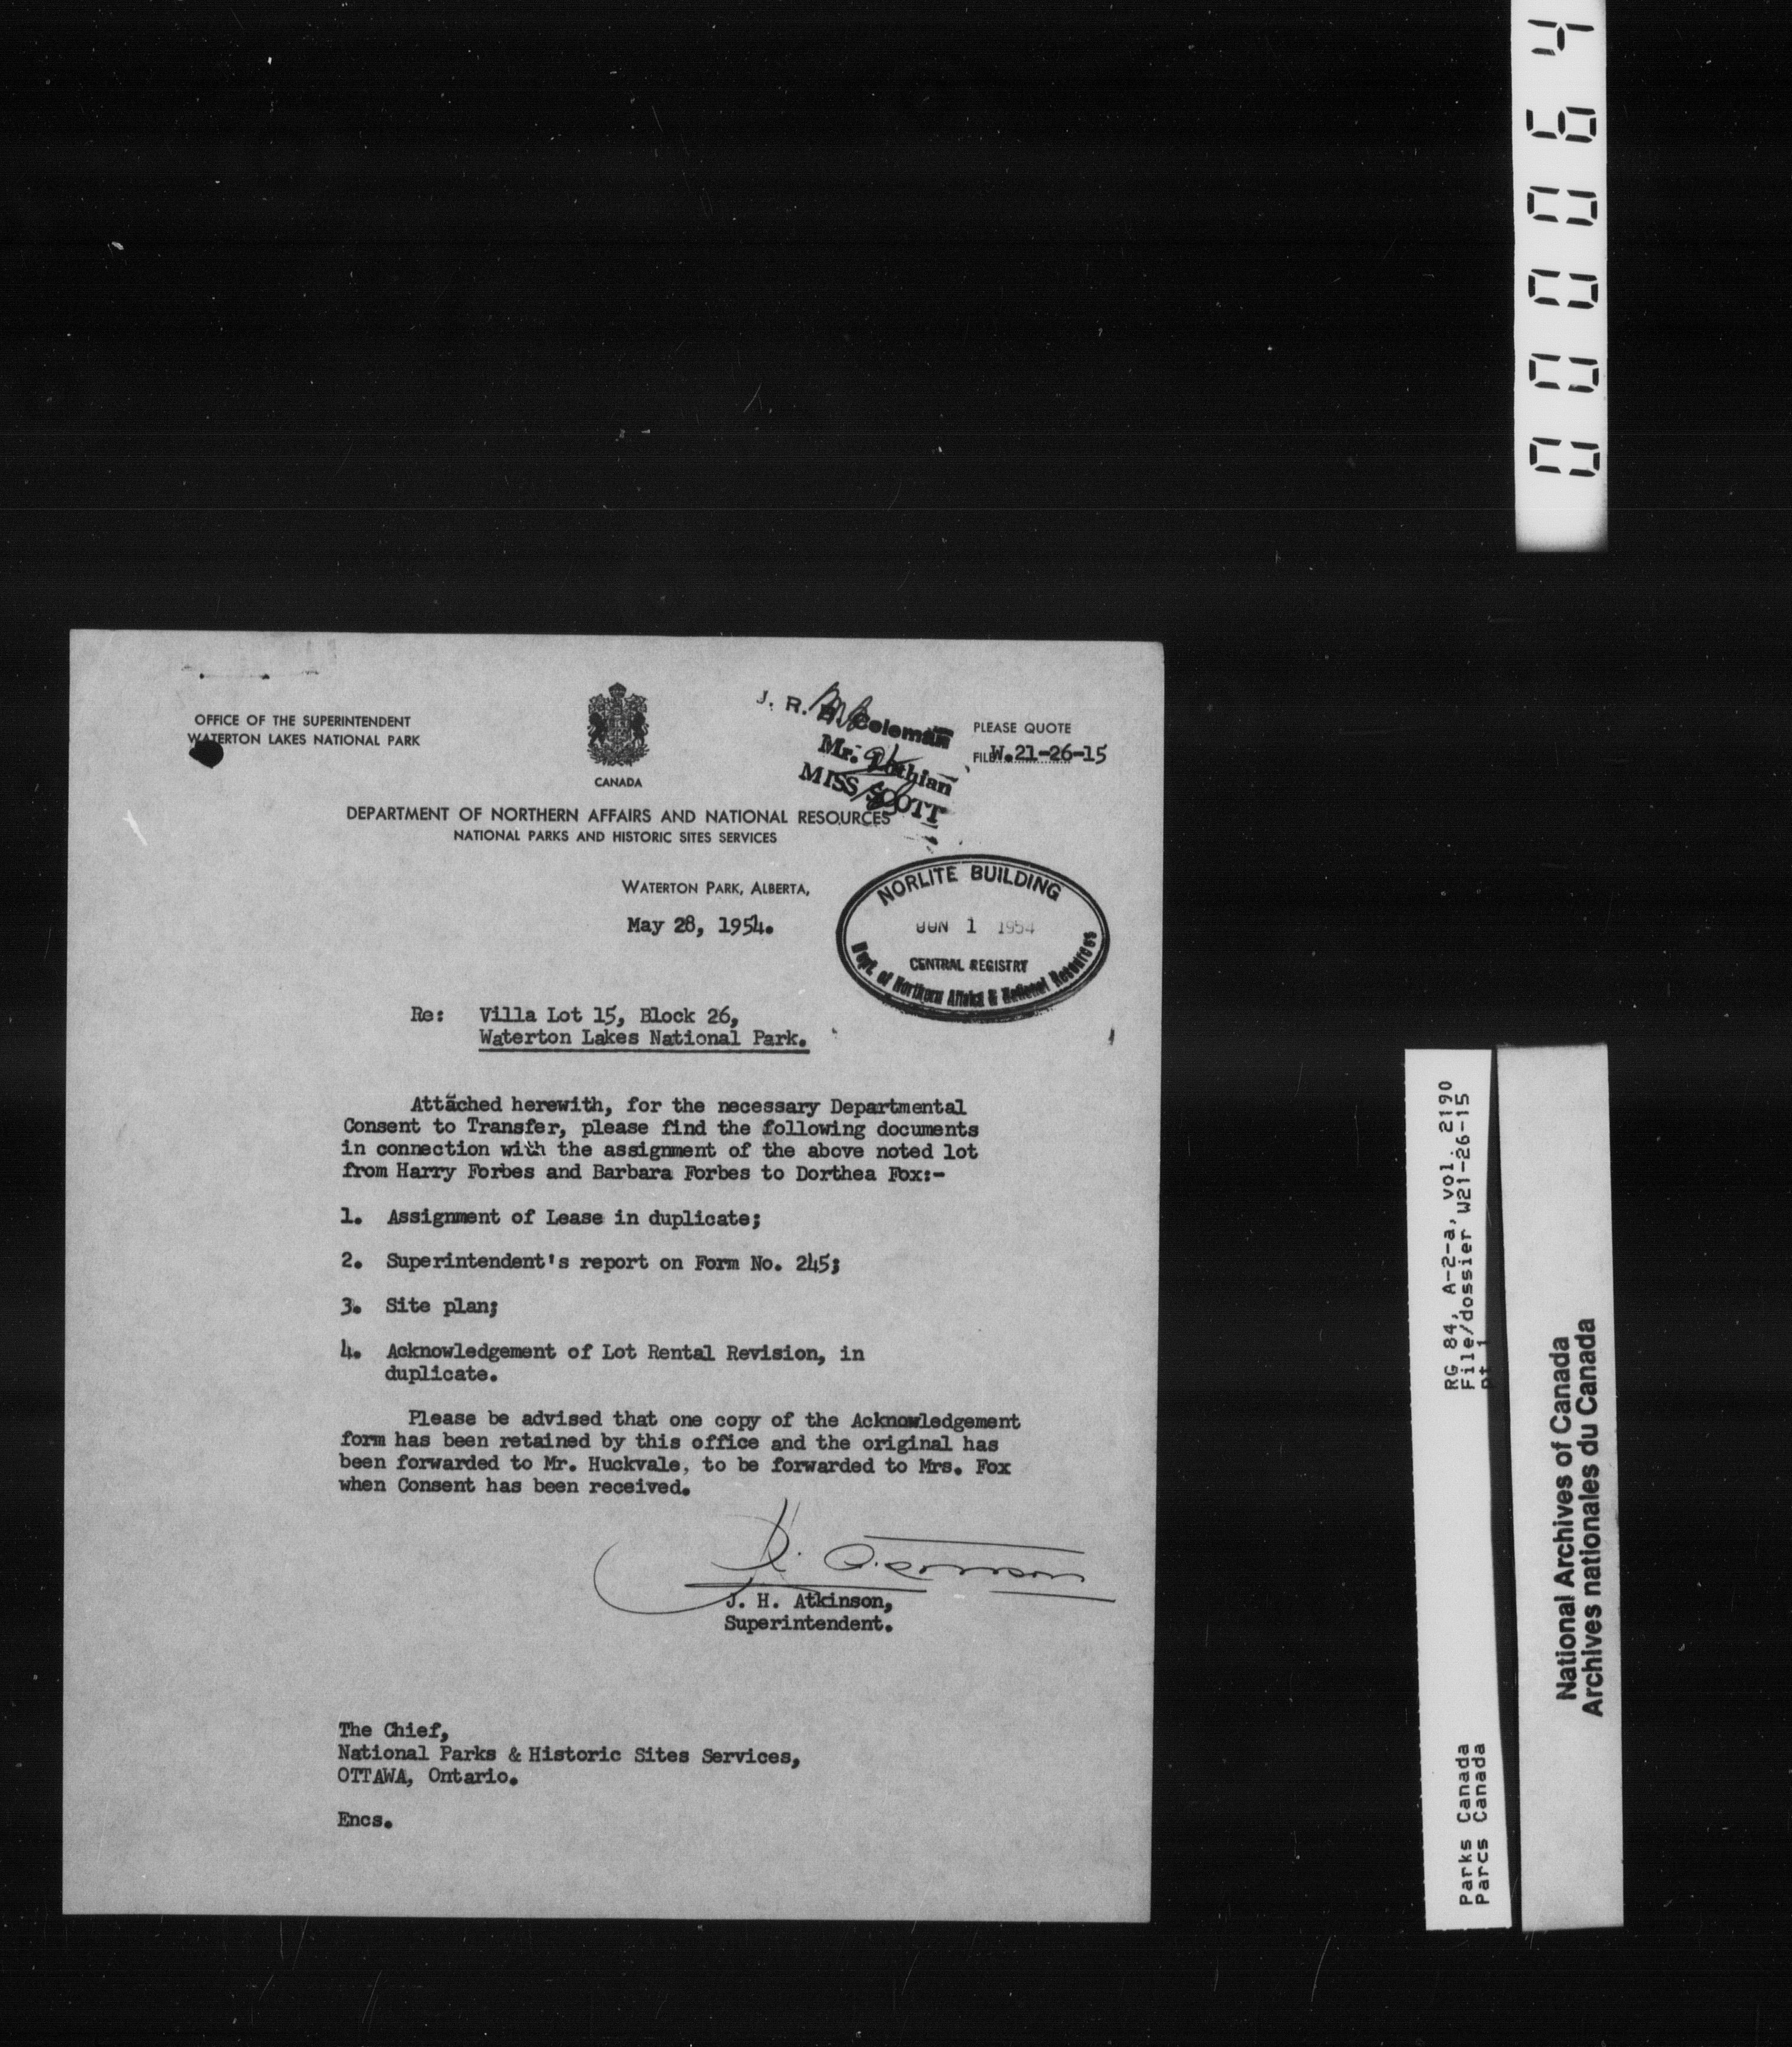 000064
OFFICE OF THE SUPERINTENDENT
WATERTON LAKES NATIONAL PARK
CANADA
J. R. B. Coleman
Mr. Lothian
MISS SCOTT
PLEASE QUOTE
FILE W.21-26-15
DEPARTMENT OF NORTHERN AFFAIRS AND NATIONAL RESOURCES
NATIONAL PARKS AND HISTORIC SITES SERVICES
WATERTON PARK, ALBERTA,
May 28, 1954.
NORLITE BUILDING
JUN 1 1954
CENTRAL REGISTRY
Dept. of Northern Affairs & National Resources
Re: Villa Lot 15, Block 26,
Waterton Lakes National Park.
Attached herewith, for the necessary Departmental
Consent to Transfer, please find the following documents
in connection with the assignment of the above noted lot
from Harry Forbes and Barbara Forbes to Dorthea Fox:-
1. Assignment of Lease in duplicate;
2. Superintendent's report on Form No. 245;
3. Site plan;
4. Acknowledgement of Lot Rental Revision, in
duplicate.
Please be advised that one copy of the Acknowledgement
form has been retained by this office and the original has
been forwarded to Mr. Huckvale, to be forwarded to Mrs. Fox
when Consent has been received.
J. H. Atkinson,
Superintendent.
The Chief,
National Parks & Historic Sites Services,
OTTAWA, Ontario.
Encs.
RG 84, A-2-a, vol. 2190
File/dossier W21-26-15
pt 1
Parks Canada
Parcs Canada
National Archives of Canada
Archives nationales du Canada